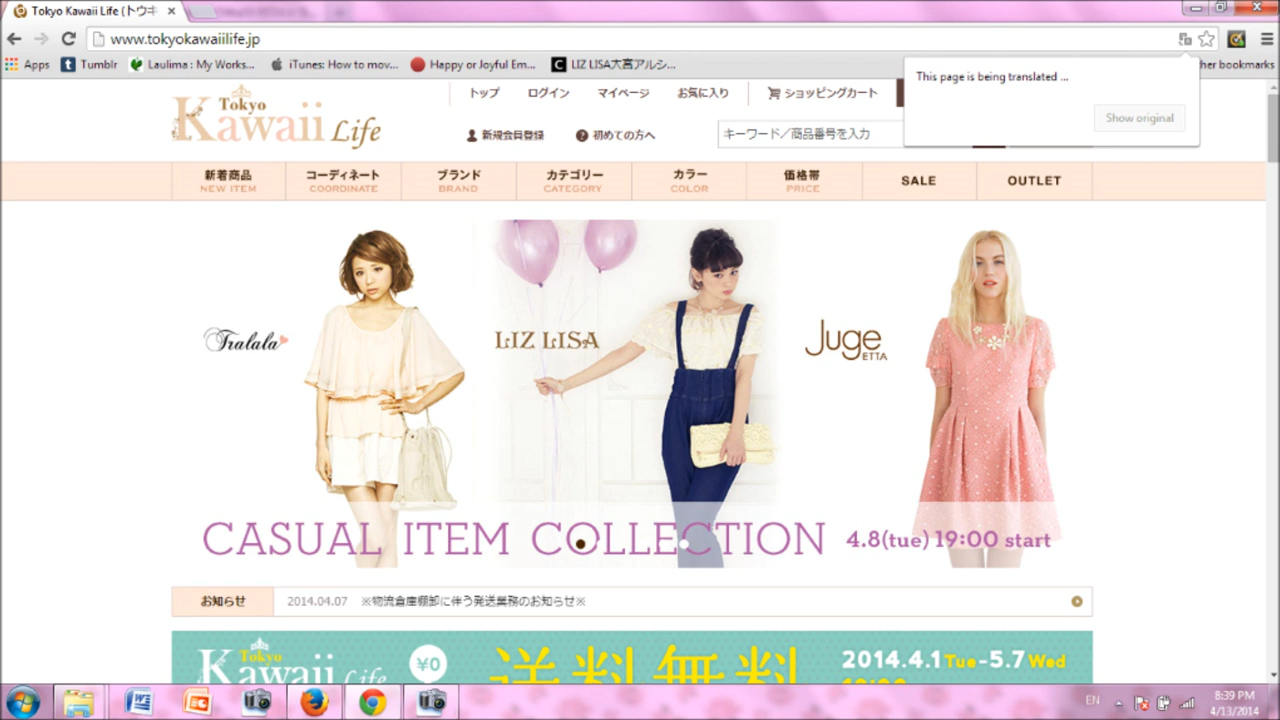 Tokyo Kawaii Life (トウキ
www.tokyokawaiilife.jp
Apps
Tumblr
Laulima : My Works...
iTunes: How to mov...
Happy or Joyful Em...
LIZ LISA大宮アルシ...
her bookmarks
This page is being translated ...
Show original
Tokyo
Kawaii Life
トップ
ログイン
マイページ
お気に入り
ショッピングカート
新規会員登録
初めての方へ
キーワード／商品番号を入力
新着商品
NEW ITEM
コーディネート
COORDINATE
ブランド
BRAND
カテゴリー
CATEGORY
カラー
COLOR
価格帯
PRICE
SALE
OUTLET
Tralala
LIZ LISA
Juge
ETTA
CASUAL ITEM COLLECTION
4.8(tue) 19:00 start
お知らせ
2014.04.07 ※物流倉庫棚卸に伴う発送業務のお知らせ※
Tokyo
Kawaii Life
¥0
送料無料
2014.4.1 Tue-5.7 Wed
EN
8:39 PM
4/13/2014